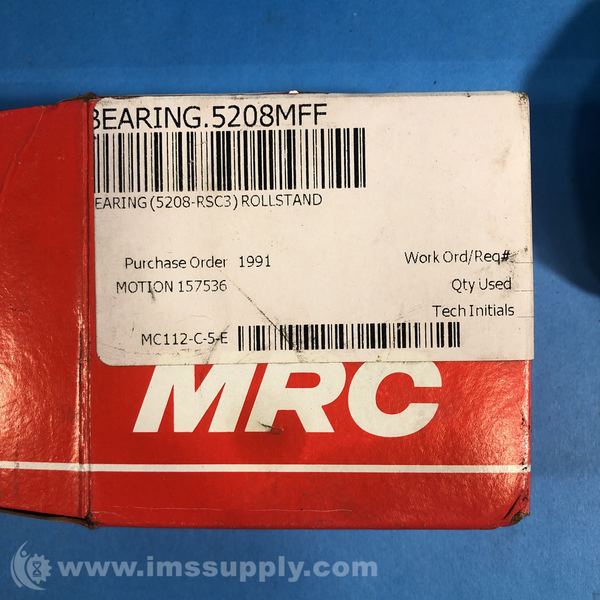 BEARING.5208MFF
EARING (5208-RSC3) ROLLSTAND
Purchase Order 1991
Work Ord/Req#
MOTION 157536
Qty Used
Tech Initials
MC112-C-5-E
MRC
www.imssupply.com